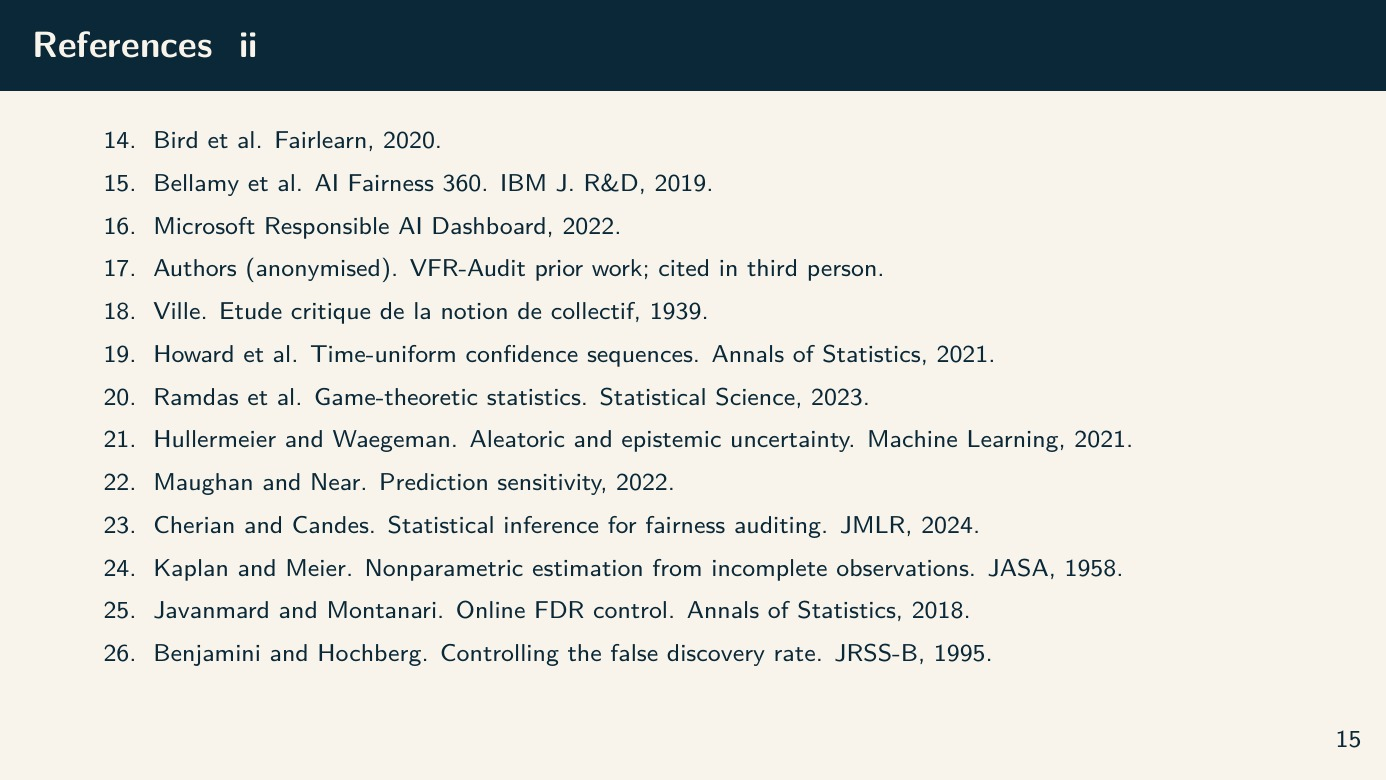 References ii
14. Bird et al. Fairlearn, 2020.
15. Bellamy et al. AI Fairness 360. IBM J. R&D, 2019.
16. Microsoft Responsible AI Dashboard, 2022.
17. Authors (anonymised). VFR-Audit prior work; cited in third person.
18. Ville. Etude critique de la notion de collectif, 1939.
19. Howard et al. Time-uniform confidence sequences. Annals of Statistics, 2021.
20. Ramdas et al. Game-theoretic statistics. Statistical Science, 2023.
21. Hullermeier and Waegeman. Aleatoric and epistemic uncertainty. Machine Learning, 2021.
22. Maughan and Near. Prediction sensitivity, 2022.
23. Cherian and Candes. Statistical inference for fairness auditing. JMLR, 2024.
24. Kaplan and Meier. Nonparametric estimation from incomplete observations. JASA, 1958.
25. Javanmard and Montanari. Online FDR control. Annals of Statistics, 2018.
26. Benjamini and Hochberg. Controlling the false discovery rate. JRSS-B, 1995.
15